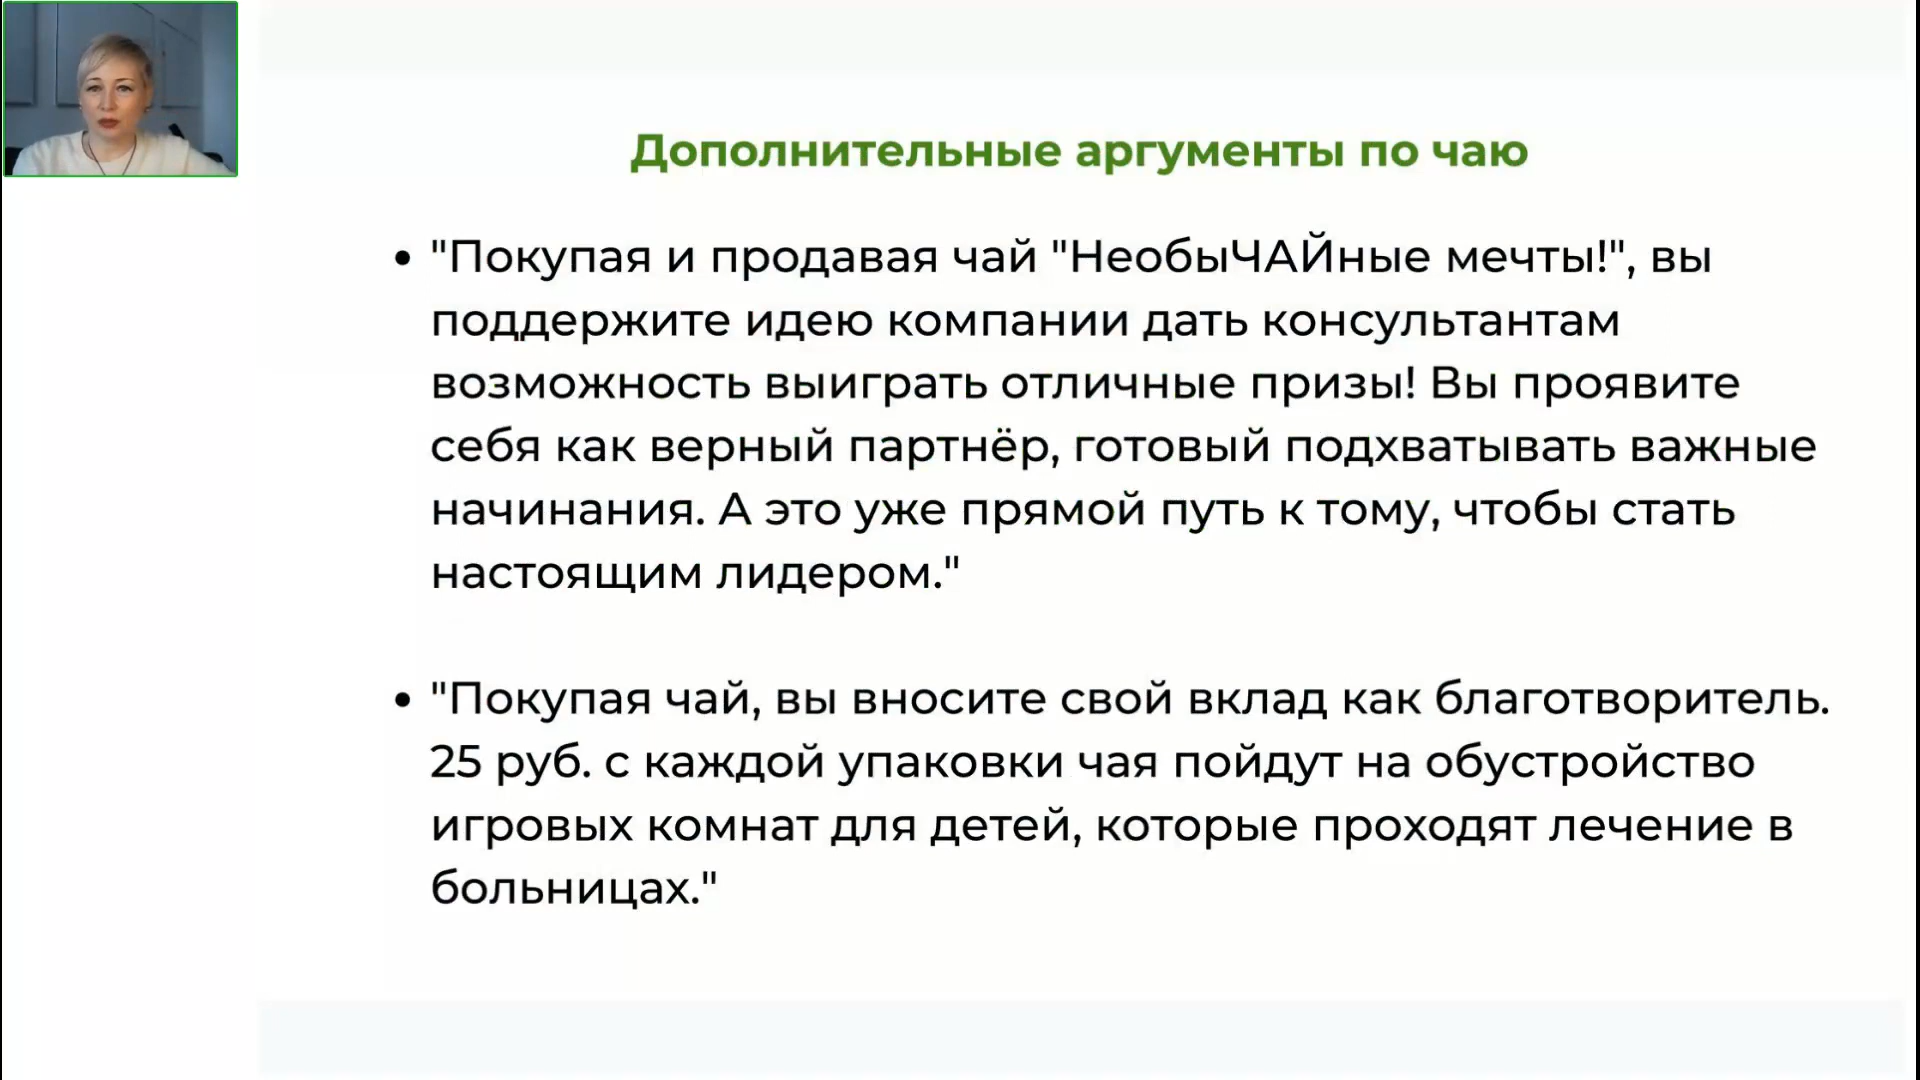 Дополнительные аргументы по чаю
• "Покупая и продавая чай "НеобыЧАЙные мечты!", вы
поддержите идею компании дать консультантам
возможность выиграть отличные призы! Вы проявите
себя как верный партнёр, готовый подхватывать важные
начинания. А это уже прямой путь к тому, чтобы стать
настоящим лидером."
• "Покупая чай, вы вносите свой вклад как благотворитель.
25 руб. с каждой упаковки чая пойдут на обустройство
игровых комнат для детей, которые проходят лечение в
больницах."